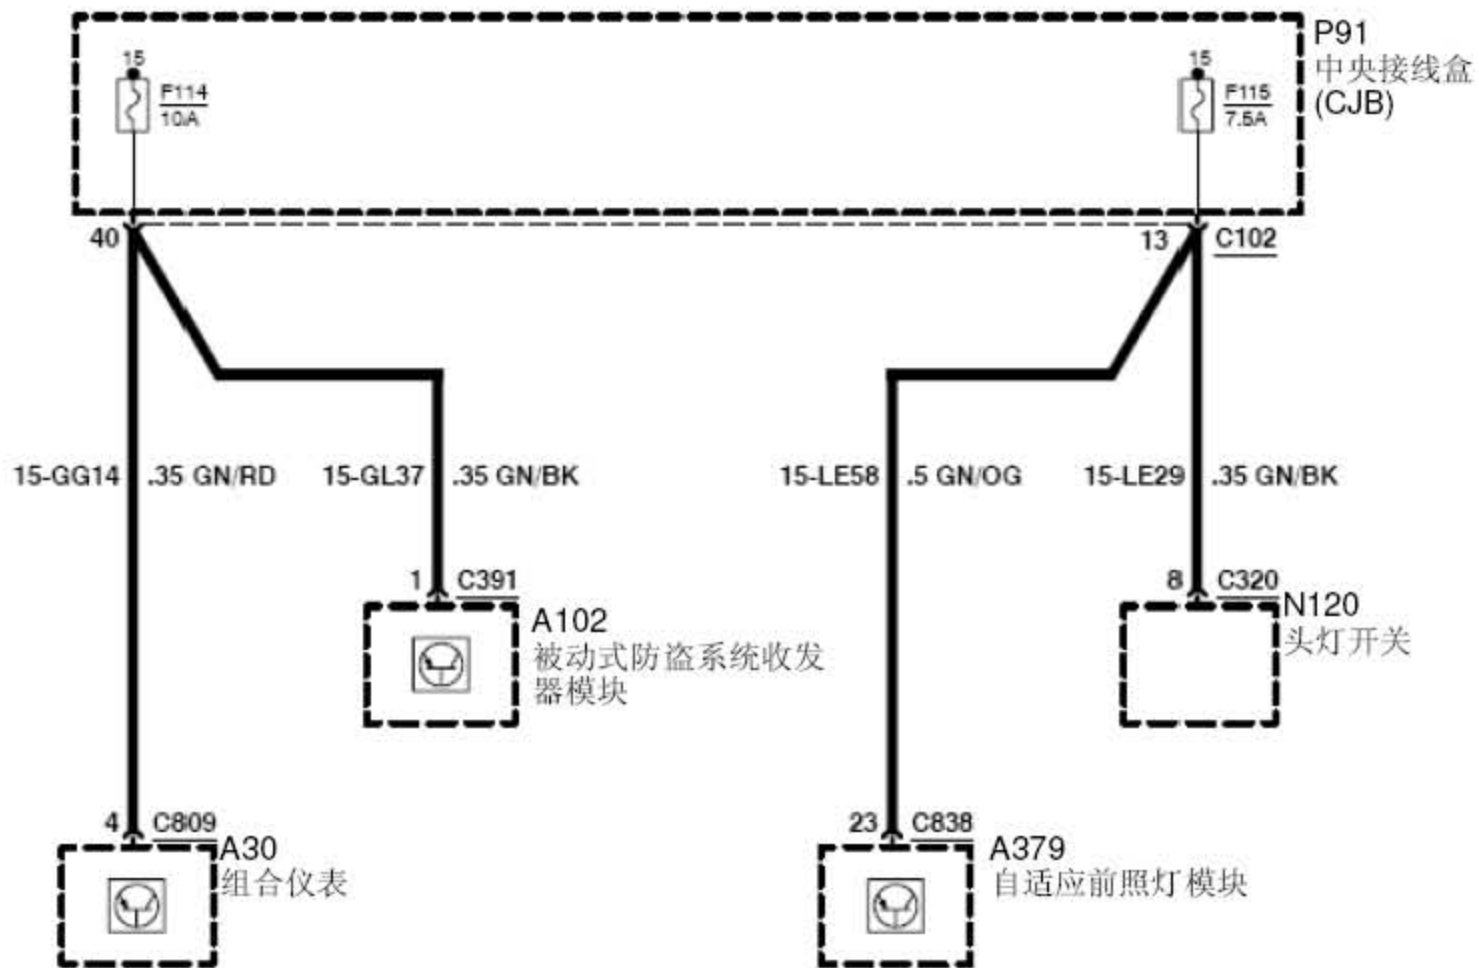 P91
中央接线盒
(CJB)
15
F114
10A
15
F115
7.5A
40
13
C102
15-GG14
.35 GN/RD
15-GL37
.35 GN/BK
15-LE58
.5 GN/OG
15-LE29
.35 GN/BK
1
C391
A102
被动式防盗系统收发
器模块
8
C320
N120
头灯开关
4
C809
A30
组合仪表
23
C838
A379
自适应前照灯模块